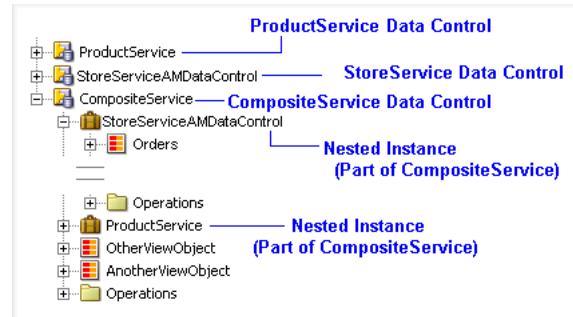 ProductService Data Control
ProductService
StoreServiceAMDataControl StoreService Data Control
CompositeService CompositeService Data Control
StoreServiceAMDataControl
Orders Nested Instance
(Part of CompositeService)
Operations
ProductService Nested Instance
OtherViewObject (Part of CompositeService)
AnotherViewObject
Operations